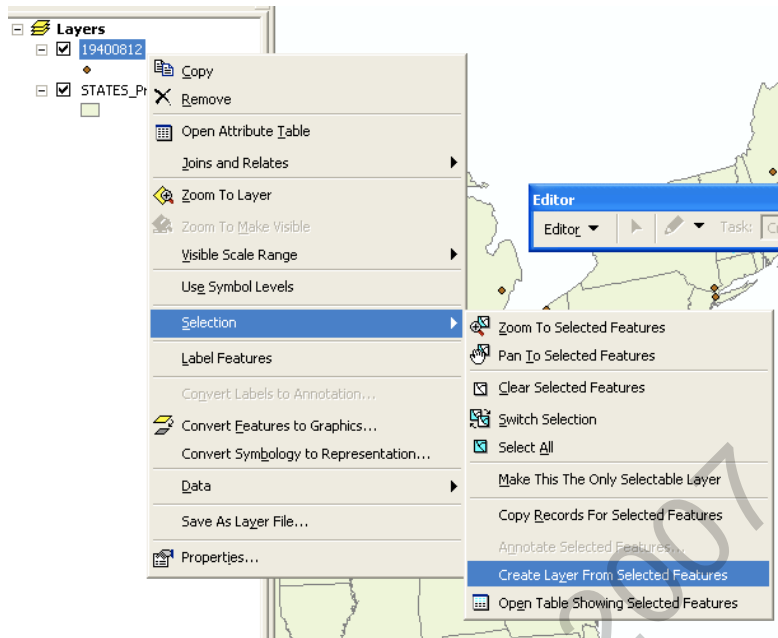 Layers
19400812
STATES_Pr
Copy
Remove
Open Attribute Table
Joins and Relates
Zoom To Layer
Zoom To Make Visible
Visible Scale Range
Use Symbol Levels
Selection
Label Features
Convert Labels to Annotation...
Convert Features to Graphics...
Convert Symbology to Representation...
Data
Save As Layer File...
Properties...
Editor
Editor
Task:
Zoom To Selected Features
Pan To Selected Features
Clear Selected Features
Switch Selection
Select All
Make This The Only Selectable Layer
Copy Records For Selected Features
Annotate Selected Features...
Create Layer From Selected Features
Open Table Showing Selected Features
2007